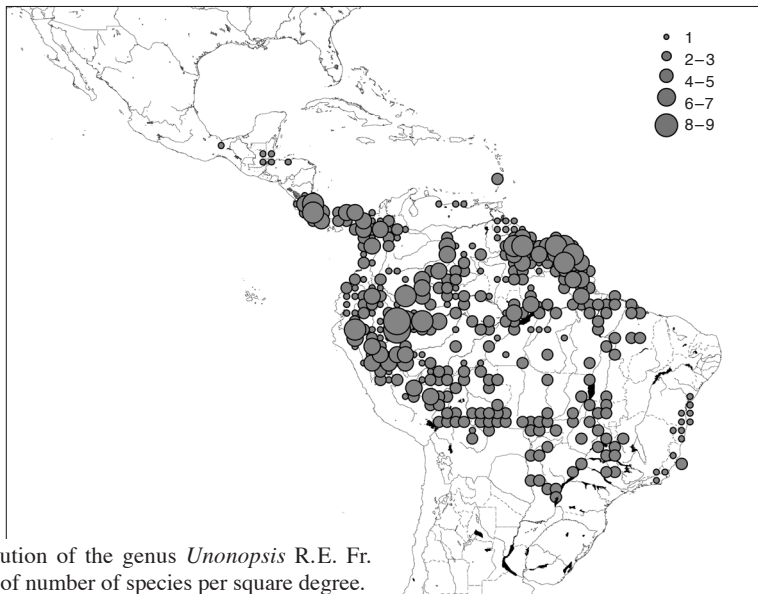 1
2–3
4–5
6–7
8–9
ution of the genus Unonopsis R.E. Fr.
of number of species per square degree.